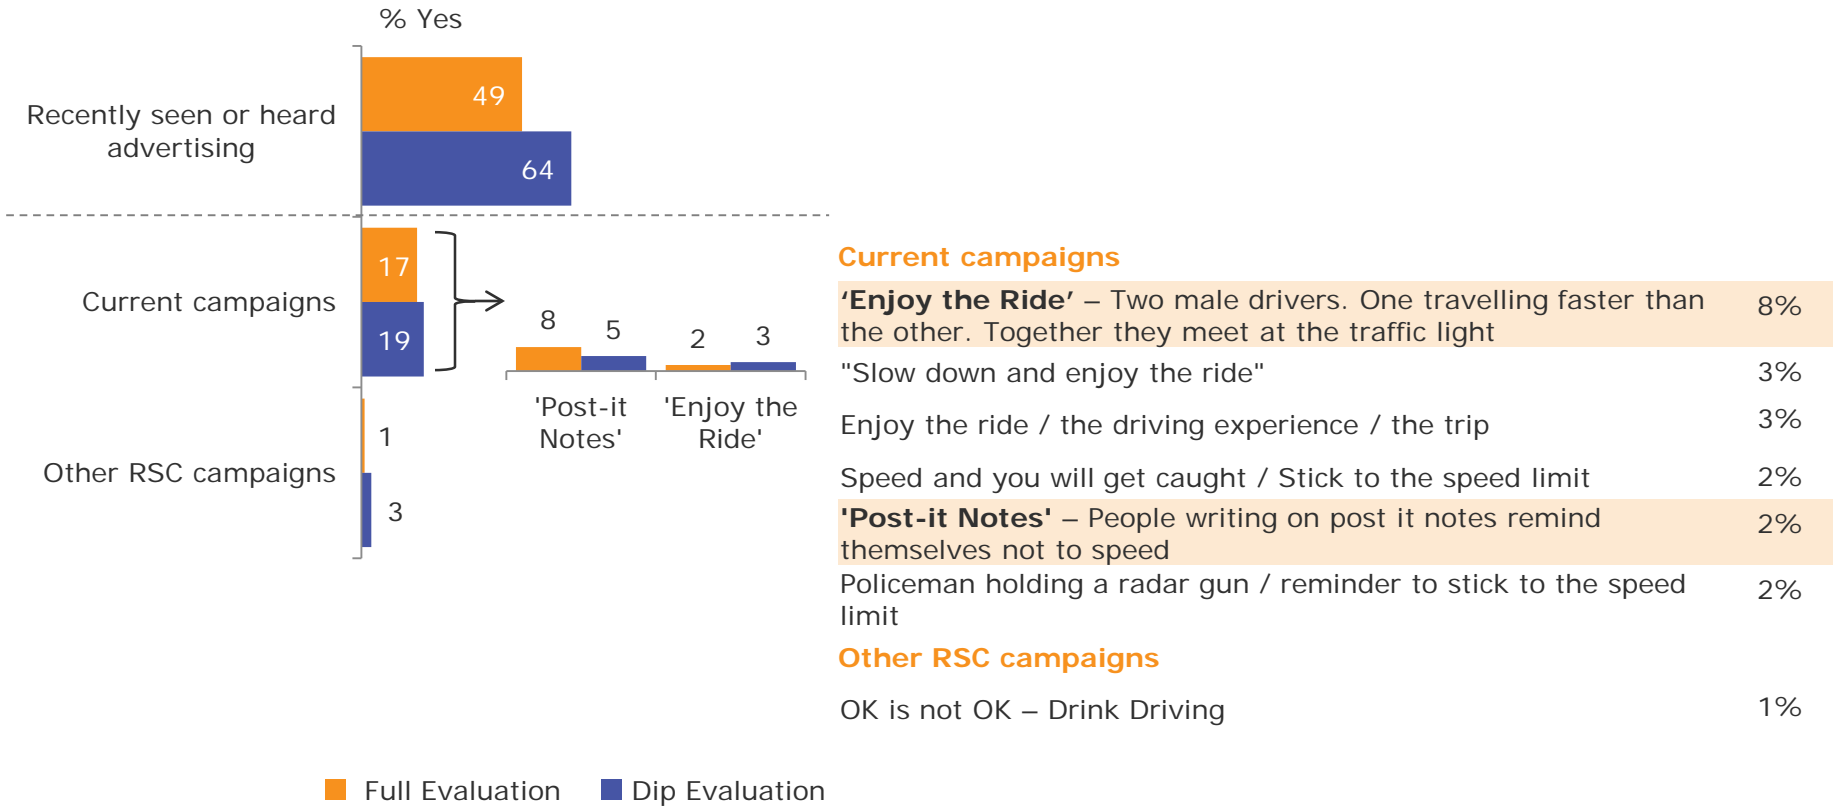 % Yes
Recently seen or heard
advertising
49
64
Current campaigns
17
19
8
5
2
3
'Post-it
Notes'
'Enjoy the
Ride'
Other RSC campaigns
1
3
Current campaigns
‘Enjoy the Ride’ – Two male drivers. One travelling faster than
the other. Together they meet at the traffic light
8%
"Slow down and enjoy the ride"
3%
Enjoy the ride / the driving experience / the trip
3%
Speed and you will get caught / Stick to the speed limit
2%
'Post-it Notes' – People writing on post it notes remind
themselves not to speed
2%
Policeman holding a radar gun / reminder to stick to the speed
limit
2%
Other RSC campaigns
OK is not OK – Drink Driving
1%
Full Evaluation
Dip Evaluation